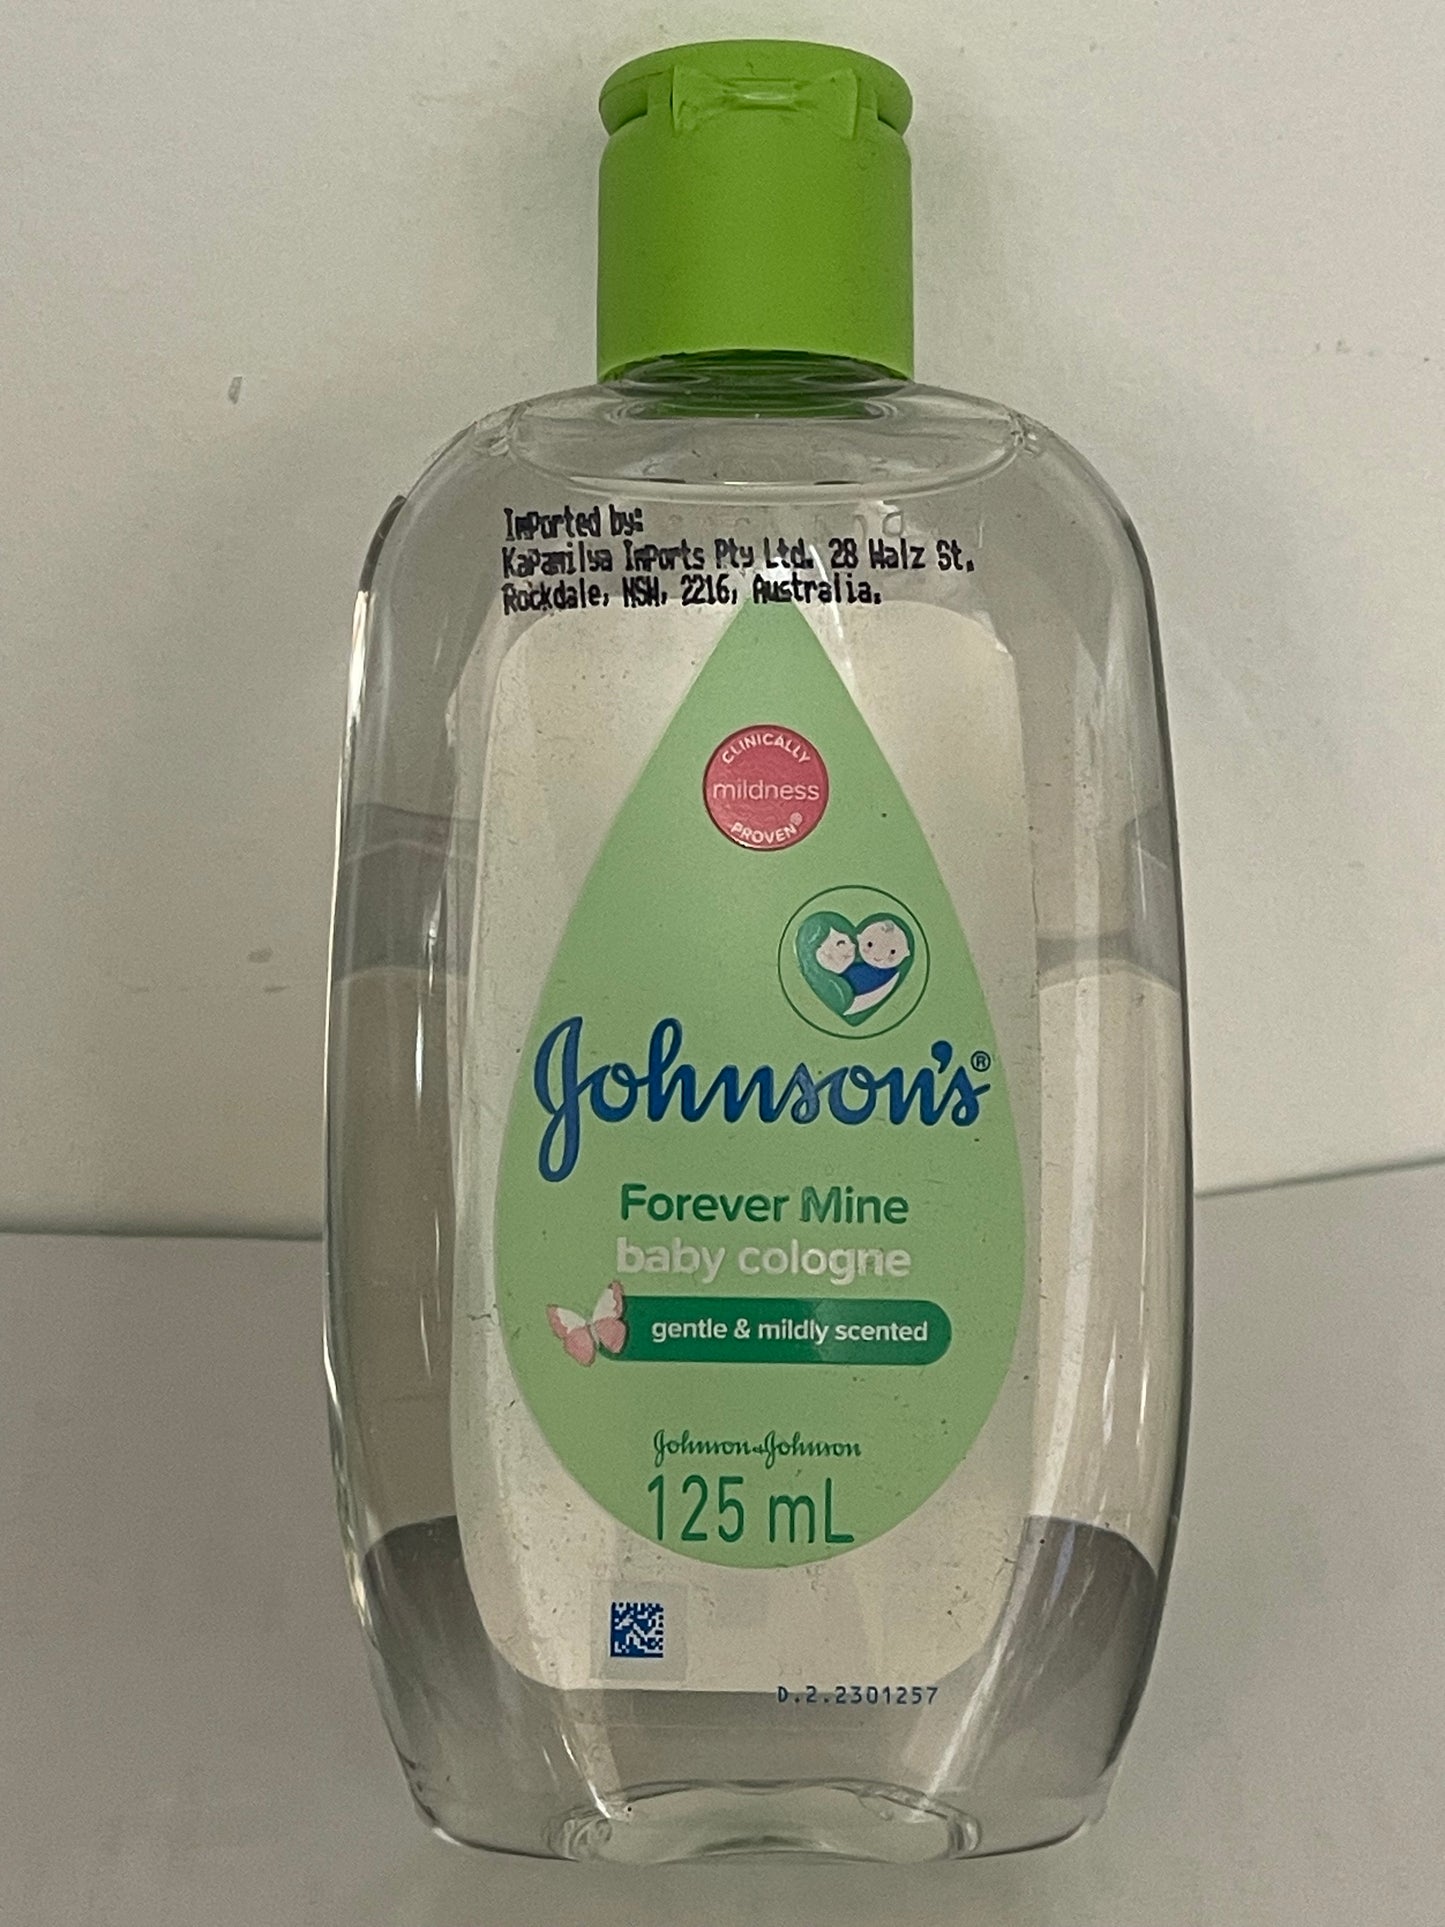 Imported by:
Kapamilya Imports Pty Ltd. 28 Walz St.
Rockdale, NSW, 2216, Australia.
CLINICALLY
mildness
PROVEN®
Johnson's®
Forever Mine
baby cologne
gentle & mildly scented
Johnson & Johnson
125 mL
D.2.2301257